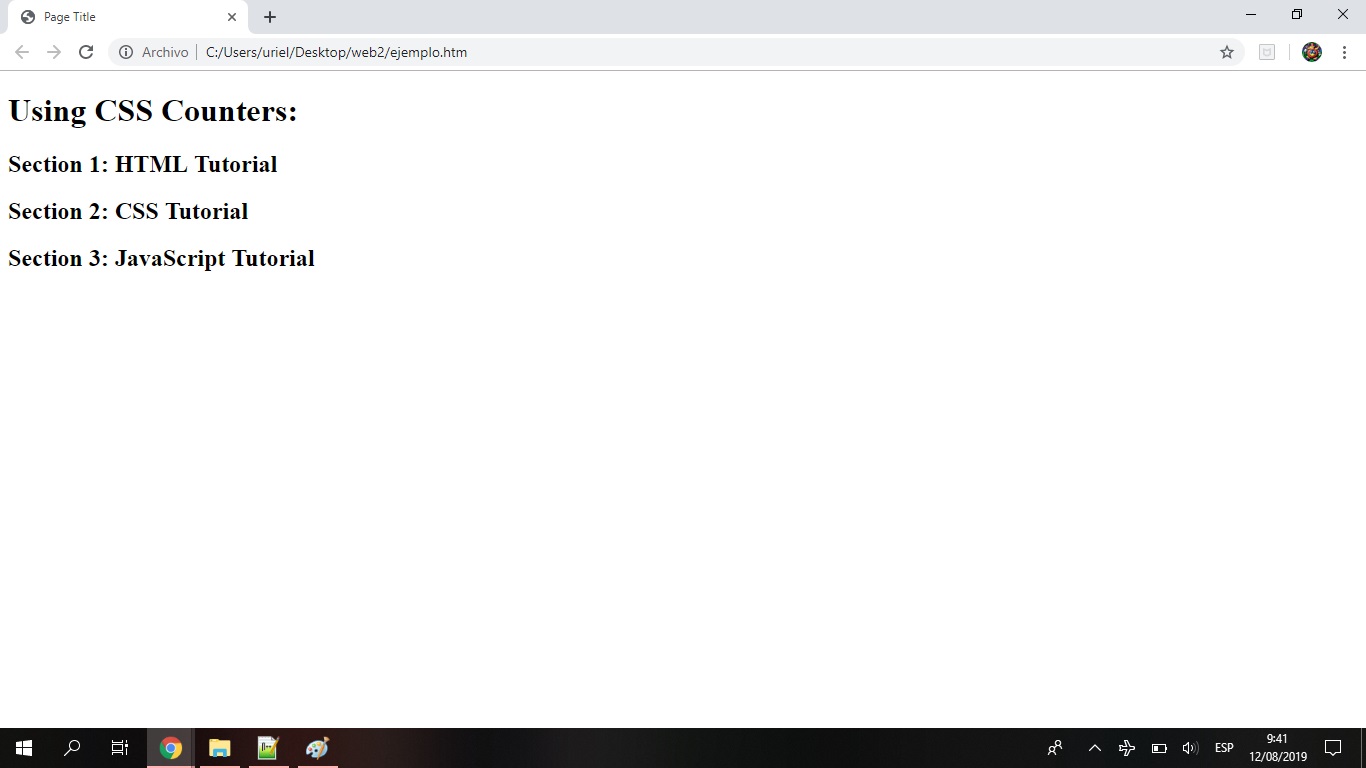 Page Title
Archivo C:/Users/uriel/Desktop/web2/ejemplo.htm
Using CSS Counters:
Section 1: HTML Tutorial
Section 2: CSS Tutorial
Section 3: JavaScript Tutorial
ESP
9:41
12/08/2019